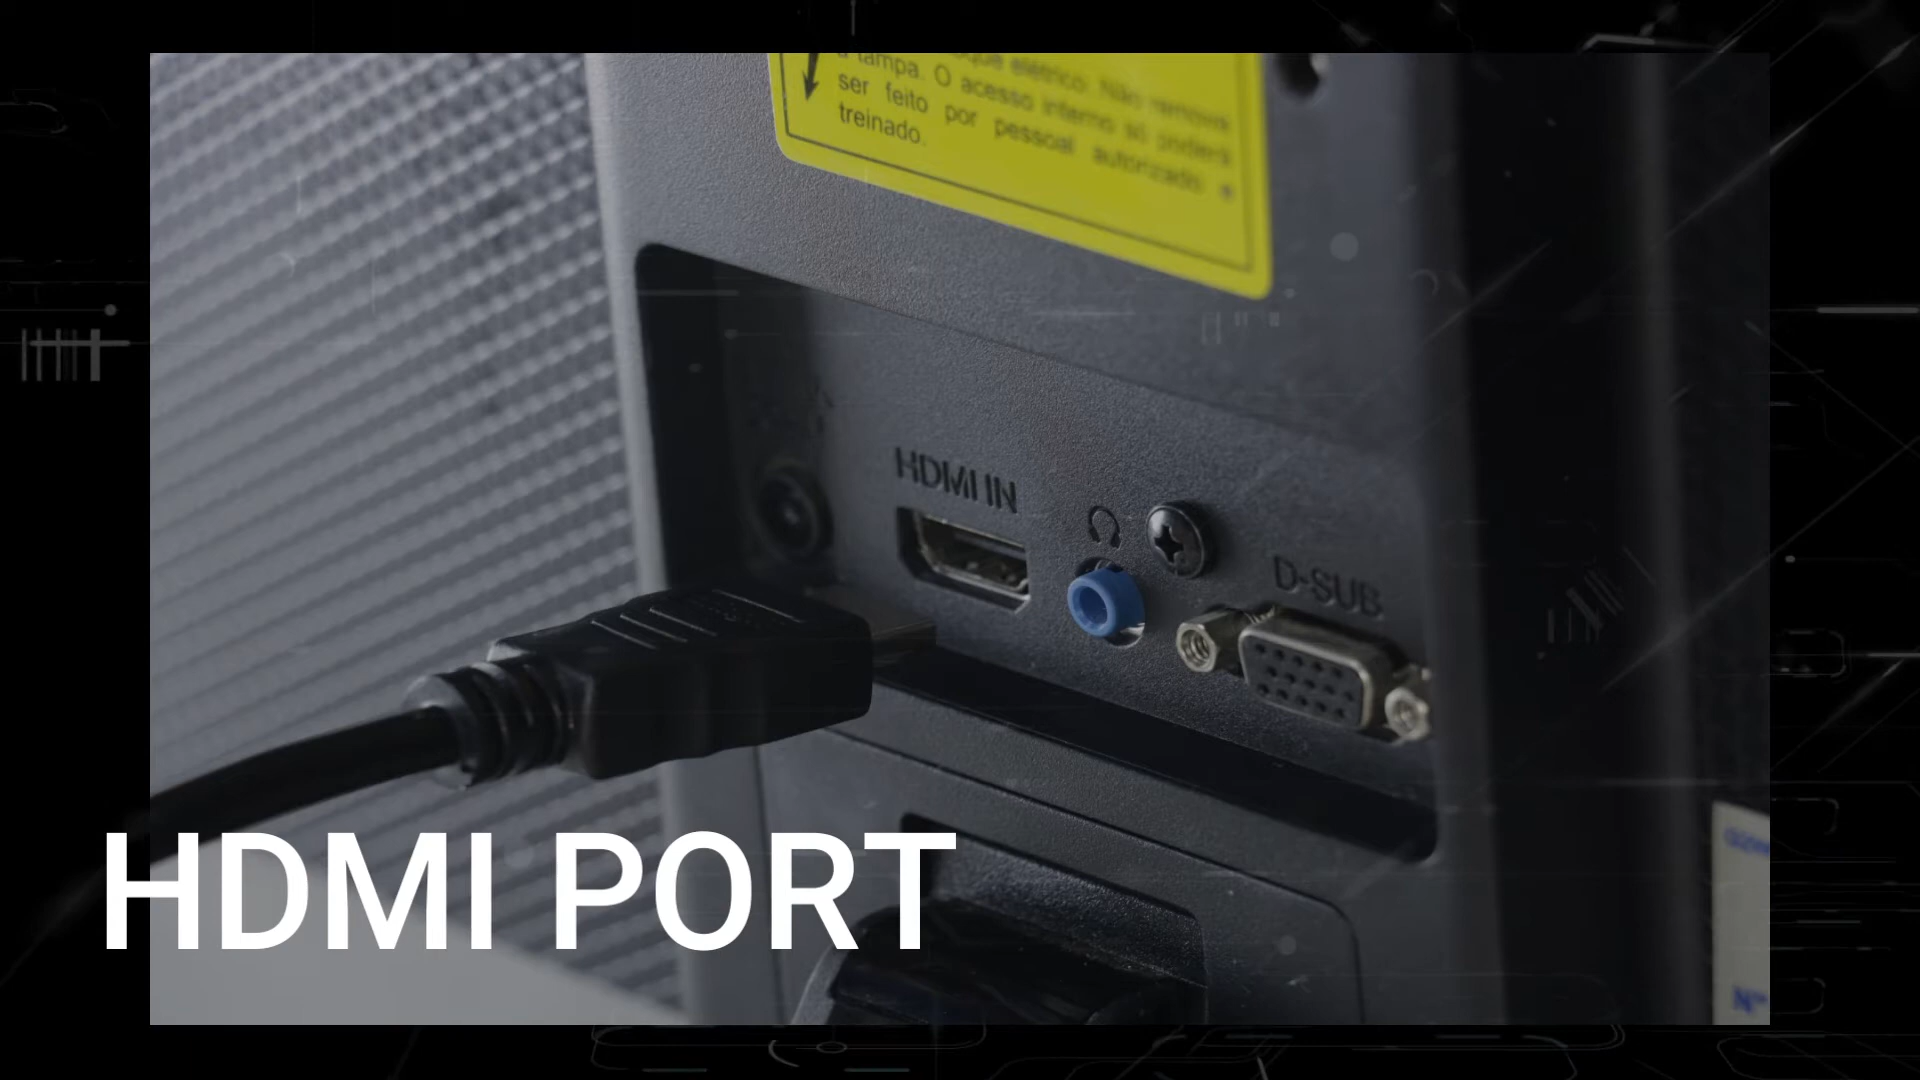 a tampa. O acesso interno só poderá
ser feito por pessoal autorizado e
treinado.
HDMI IN
D-SUB
HDMI PORT